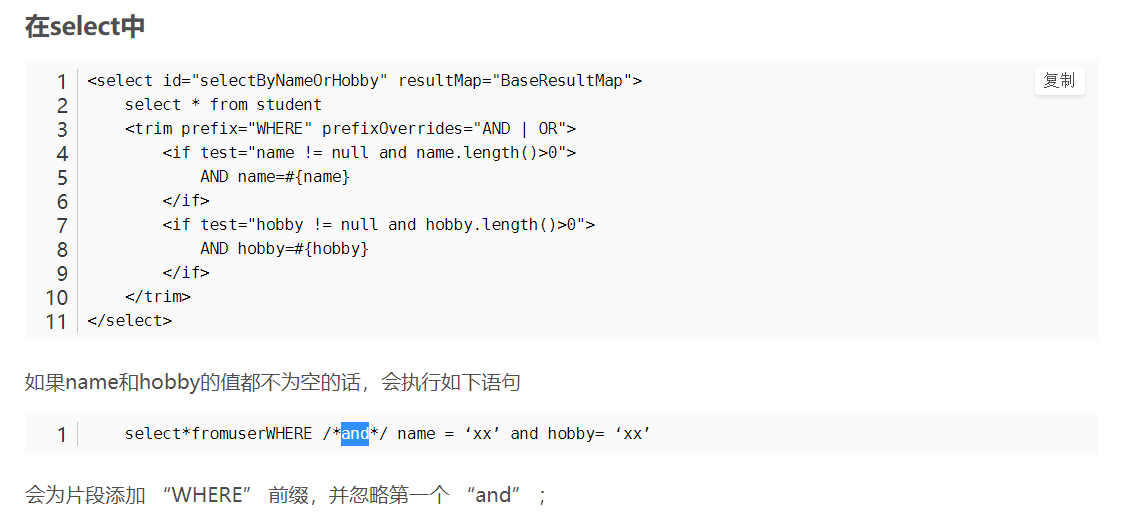 在select中
复制
1 <select id="selectByNameOrHobby" resultMap="BaseResultMap">
2     select * from student
3     <trim prefix="WHERE" prefixOverrides="AND | OR">
4         <if test="name != null and name.length()>0">
5             AND name=#{name}
6         </if>
7         <if test="hobby != null and hobby.length()>0">
8             AND hobby=#{hobby}
9         </if>
10     </trim>
11 </select>
如果name和hobby的值都不为空的话，会执行如下语句
1     select*fromuserWHERE /*and*/ name = ‘xx’ and hobby= ‘xx’
会为片段添加 “WHERE” 前缀，并忽略第一个 “and” ；